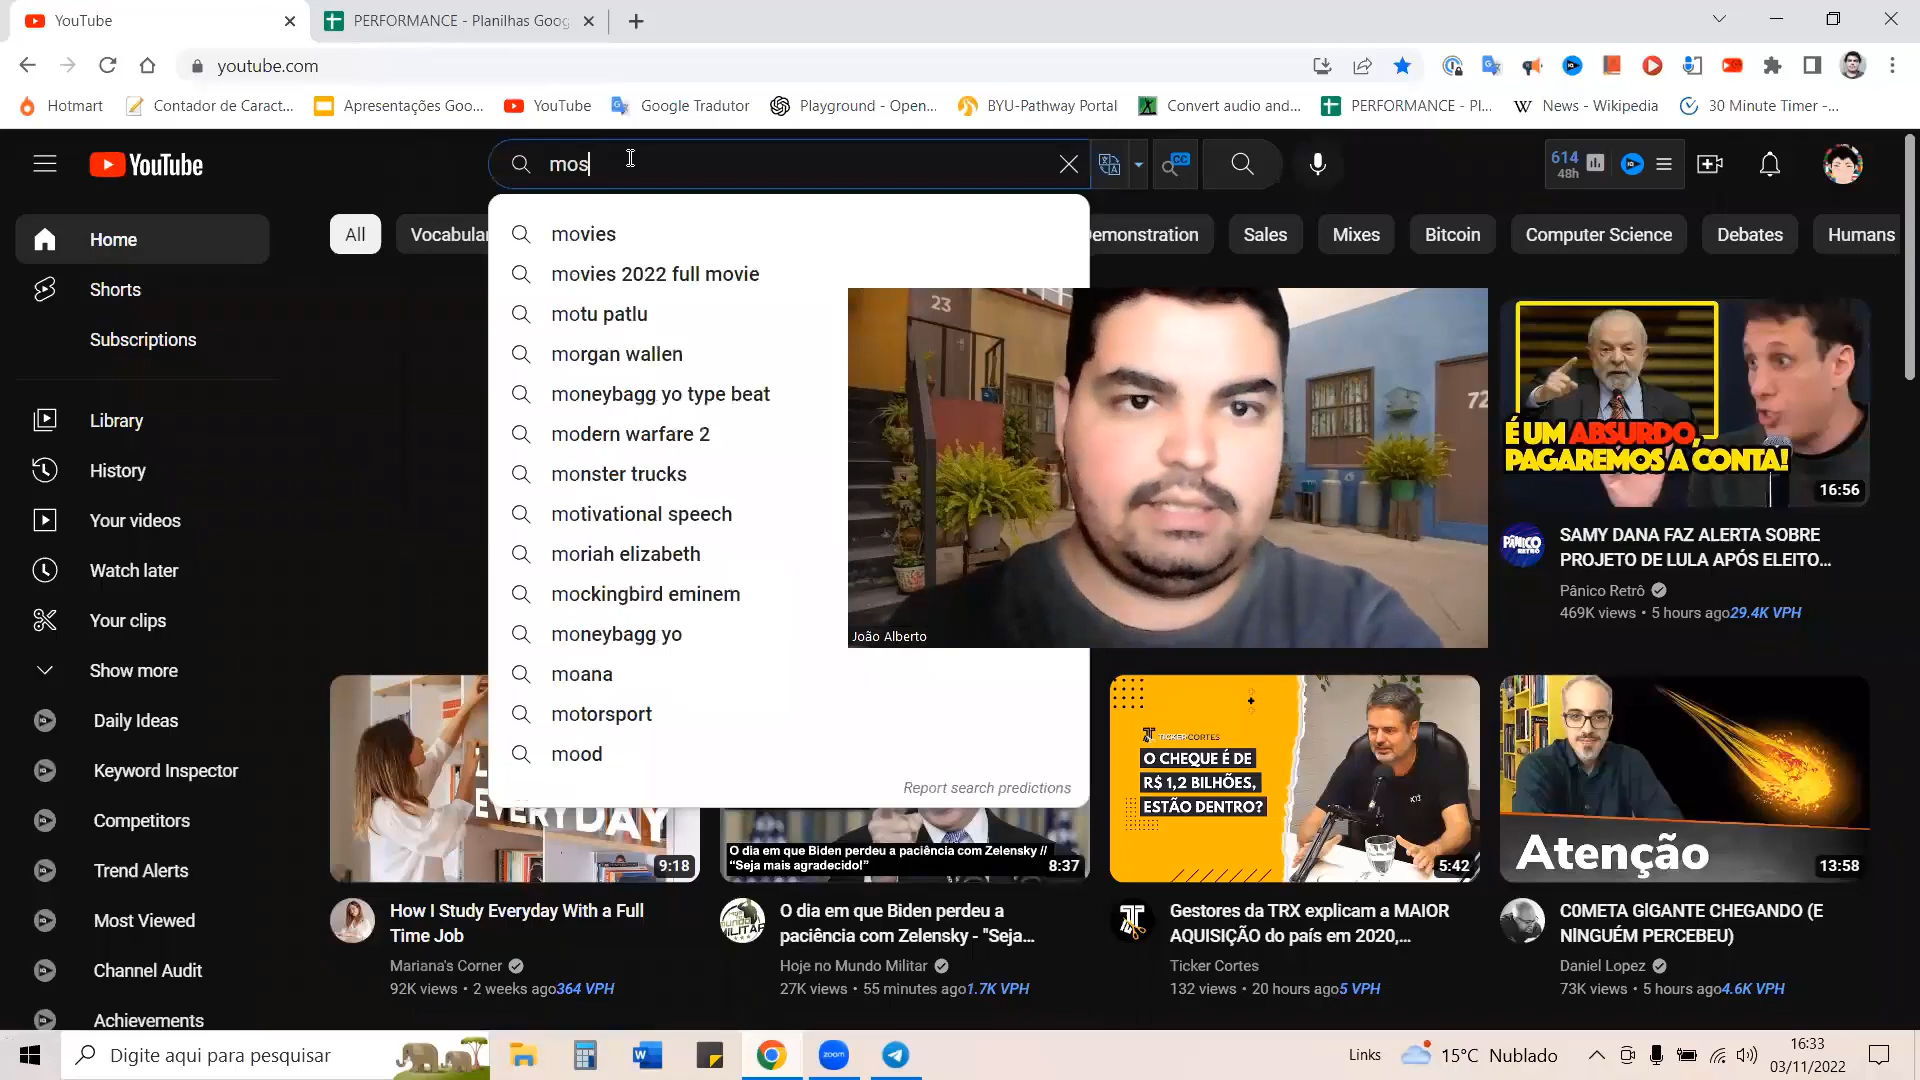 YouTube
PERFORMANCE - Planilhas Goog
youtube.com
Hotmart
Contador de Caract...
Apresentações Goo...
YouTube
Google Tradutor
Playground - Open...
BYU-Pathway Portal
Convert audio and...
PERFORMANCE - Pl...
News - Wikipedia
30 Minute Timer -...
YouTube
mos
CC
614
48h
Home
Shorts
Subscriptions
Library
History
Your videos
Watch later
Your clips
Show more
Daily Ideas
Keyword Inspector
Competitors
Trend Alerts
Most Viewed
Channel Audit
Achievements
All
Vocabular
emonstration
Sales
Mixes
Bitcoin
Computer Science
Debates
Humans
movies
movies 2022 full movie
motu patlu
morgan wallen
moneybagg yo type beat
modern warfare 2
monster trucks
motivational speech
moriah elizabeth
mockingbird eminem
moneybagg yo
moana
motorsport
mood
Report search predictions
23
72
João Alberto
É UM ABSURDO,
PAGAREMOS A CONTA!
16:56
PÂNICO
SAMY DANA FAZ ALERTA SOBRE
PROJETO DE LULA APÓS ELEITO...
Pânico Retrô
469K views • 5 hours ago29.4K VPH
EVERYDAY
9:18
How I Study Everyday With a Full
Time Job
Mariana's Corner
92K views • 2 weeks ago364 VPH
O dia em que Biden perdeu a paciência com Zelensky //
"Seja mais agradecido!"
8:37
O dia em que Biden perdeu a
paciência com Zelensky - "Seja...
Hoje no Mundo Militar
27K views • 55 minutes ago1.7K VPH
TICKER CORTES
O CHEQUE É DE
R$ 1,2 BILHÕES,
ESTÃO DENTRO?
5:42
Gestores da TRX explicam a MAIOR
AQUISIÇÃO do país em 2020,...
Ticker Cortes
132 views • 20 hours ago5 VPH
Atenção
13:58
C0META GIGANTE CHEGANDO (E
NINGUÉM PERCEBEU)
Daniel Lopez
73K views • 5 hours ago4.6K VPH
Digite aqui para pesquisar
zoom
Links
15°C Nublado
16:33
03/11/2022